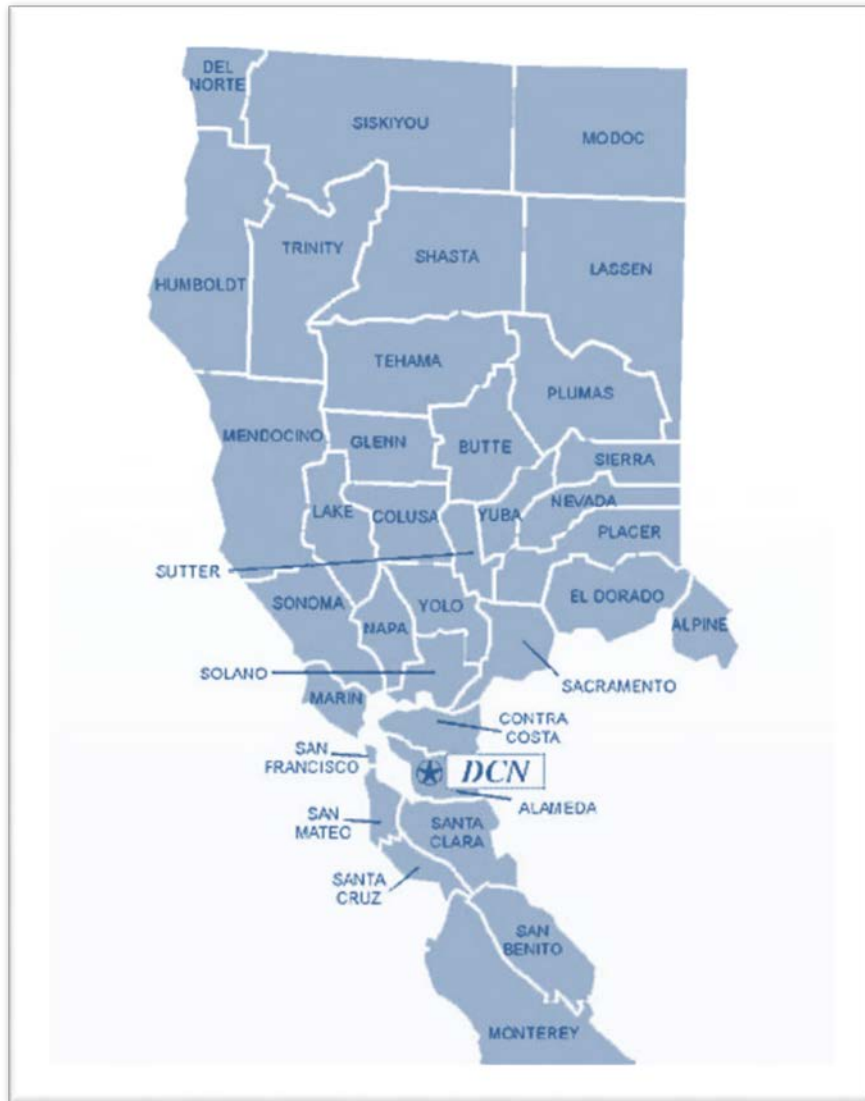 DEL
NORTE
SISKIYOU
MODOC
TRINITY
SHASTA
LASSEN
HUMBOLDT
TEHAMA
PLUMAS
MENDOCINO
GLENN
BUTTE
SIERRA
LAKE
COLUSA
YUBA
NEVADA
PLACER
SUTTER
SONOMA
YOLO
EL DORADO
NAPA
ALPINE
SOLANO
SACRAMENTO
MARIN
CONTRA
COSTA
SAN
FRANCISCO
DCN
ALAMEDA
SAN
MATEO
SANTA
CLARA
SANTA
CRUZ
SAN
BENITO
MONTEREY